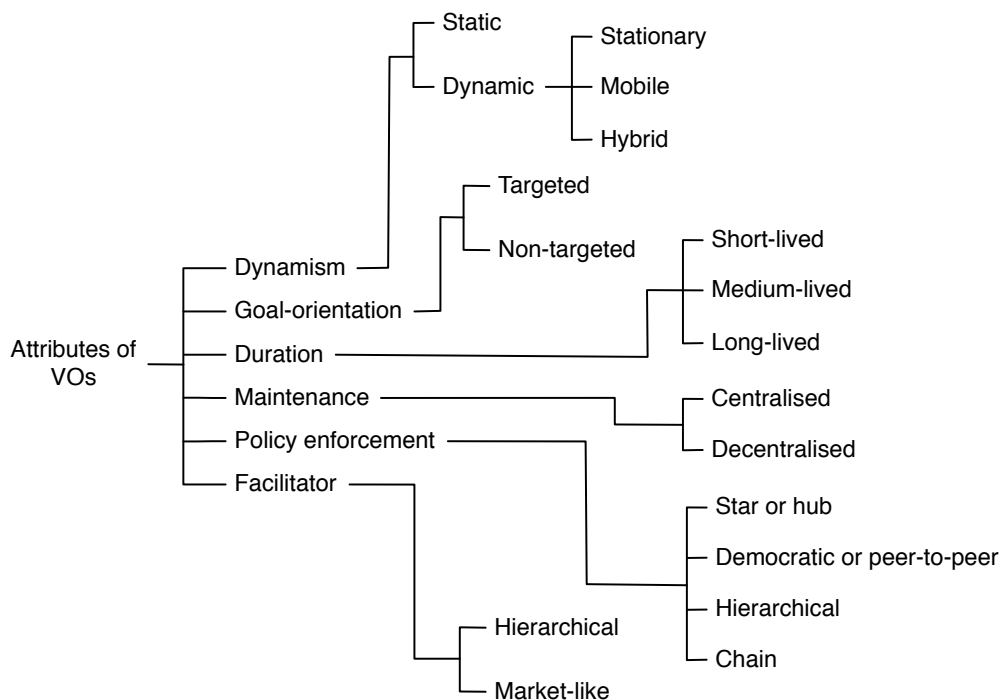 Static
Stationary
Dynamic
Mobile
Hybrid
Targeted
Non-targeted
Short-lived
Dynamism
Medium-lived
Goal-orientation
Long-lived
Attributes of
VOs
Duration
Maintenance
Centralised
Policy enforcement
Decentralised
Facilitator
Star or hub
Democratic or peer-to-peer
Hierarchical
Hierarchical
Chain
Market-like